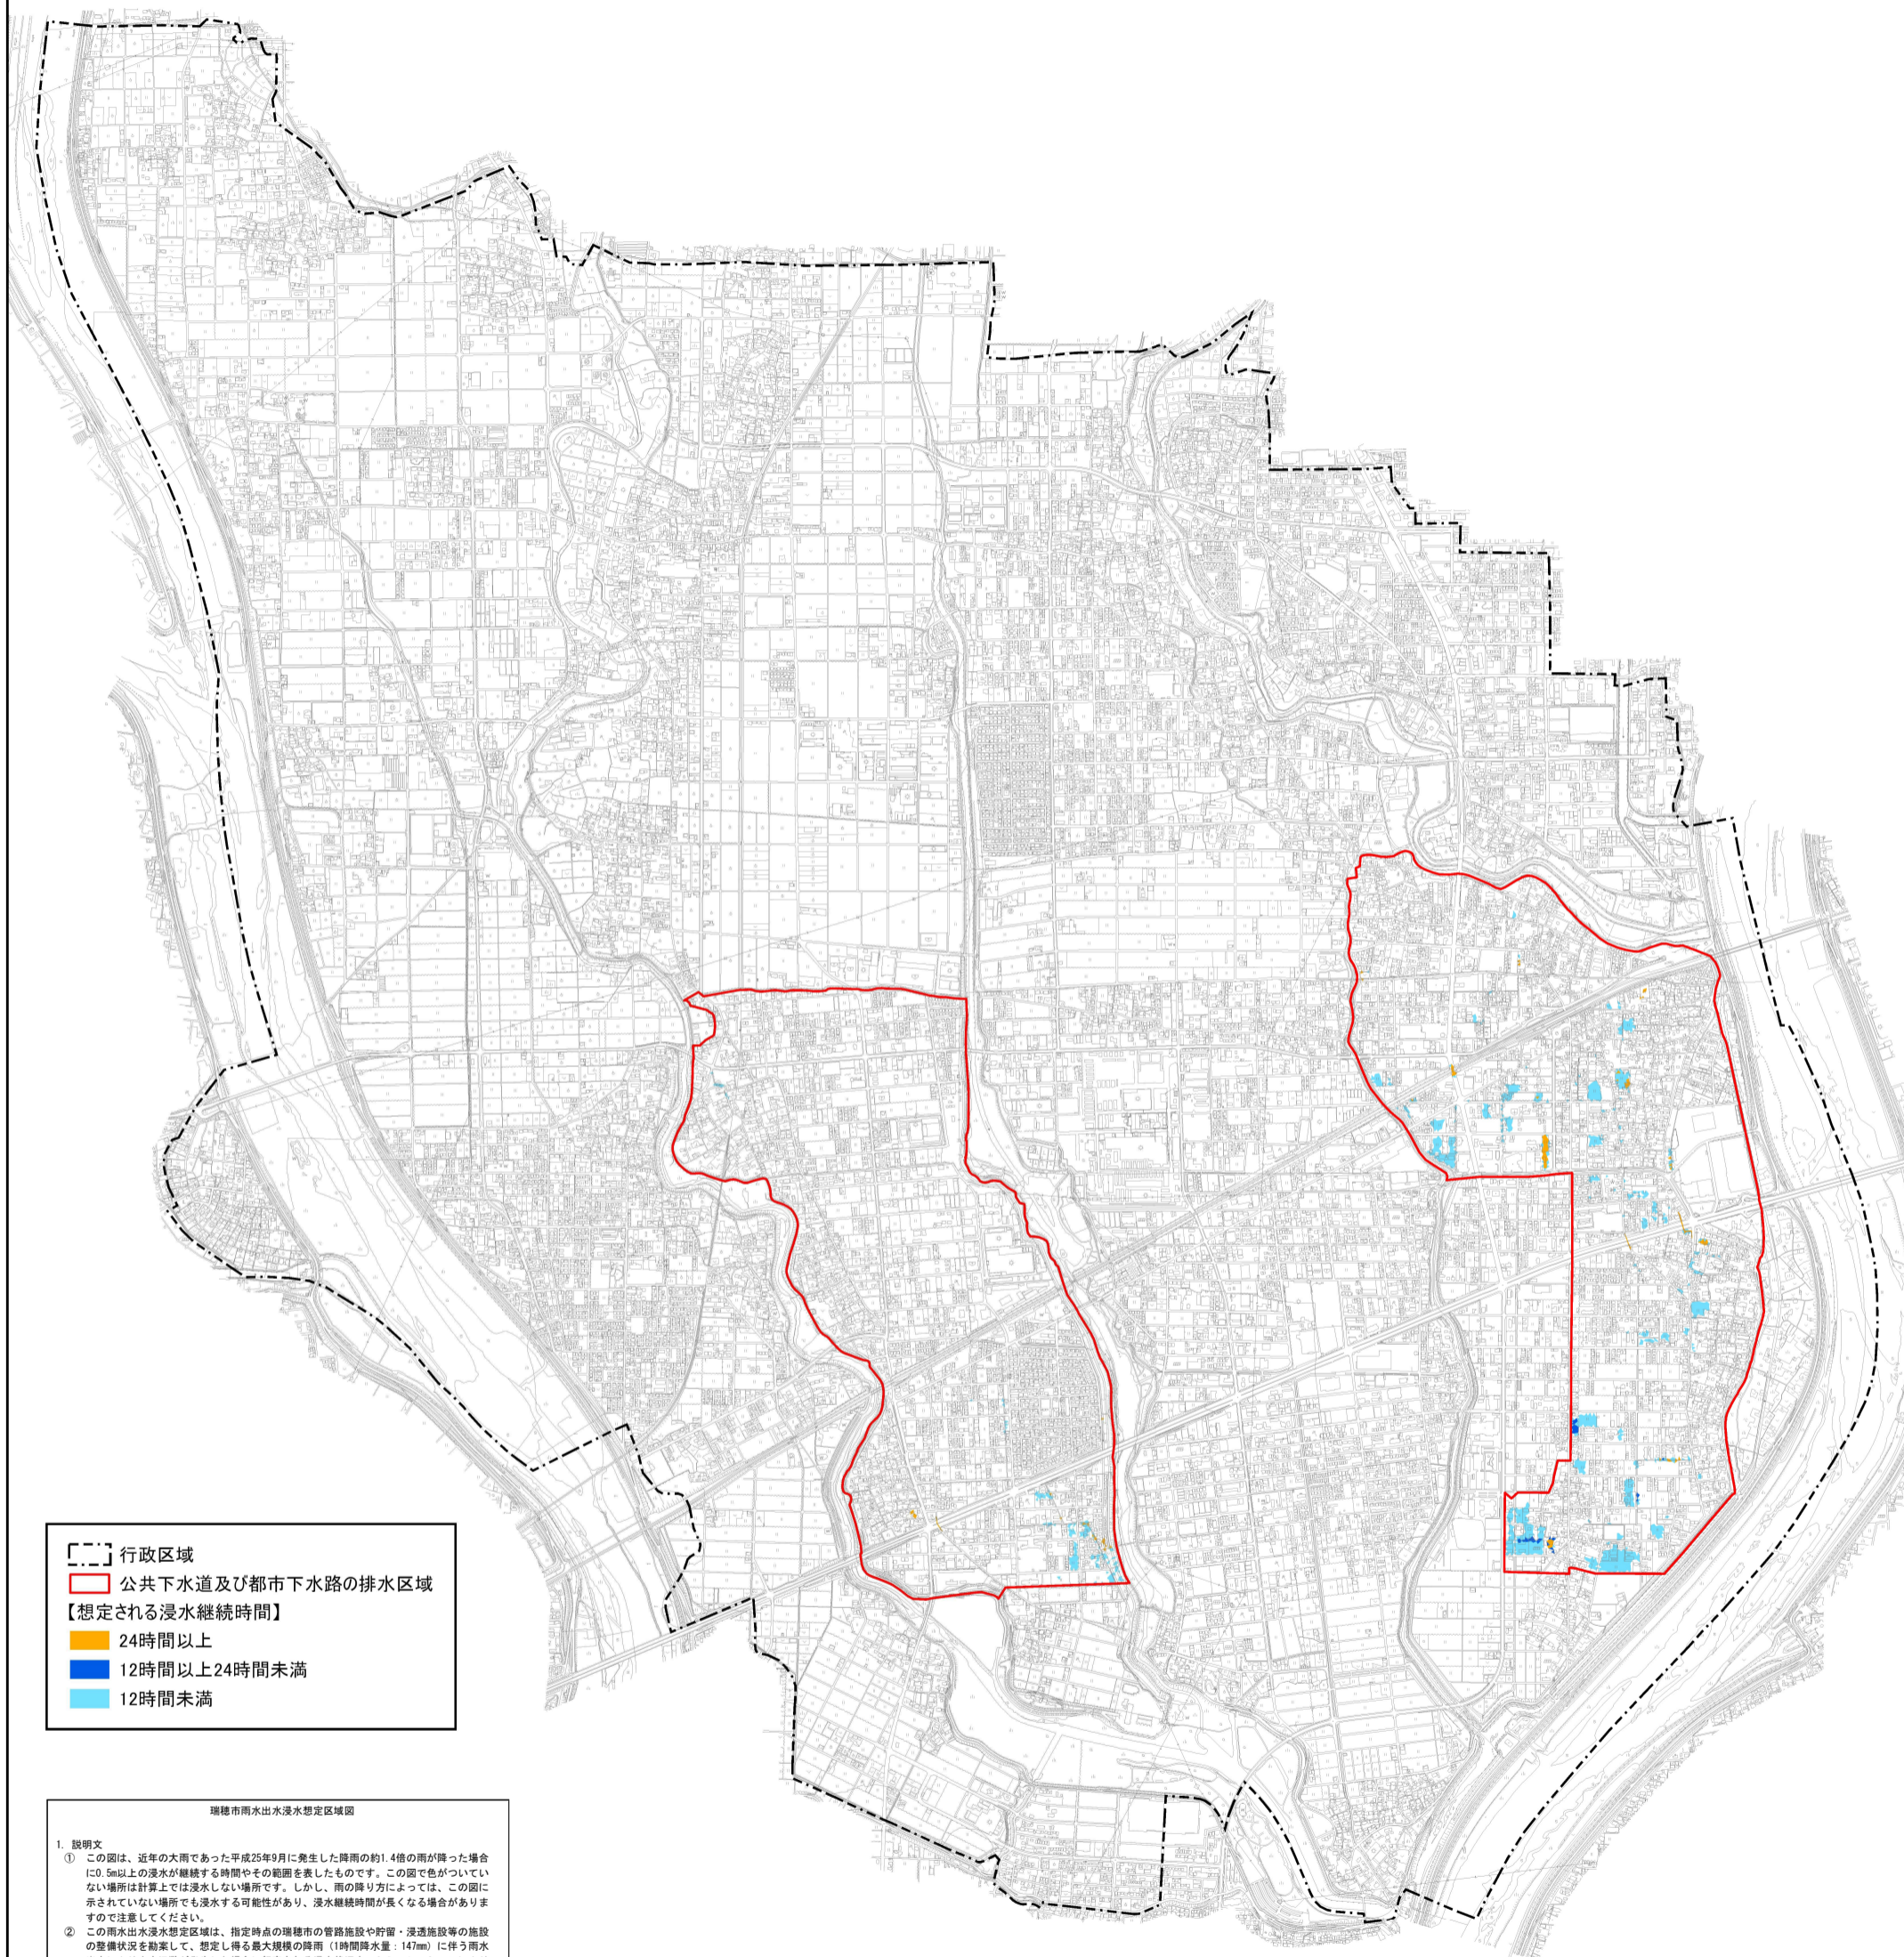 行政区域
公共下水道及び都市下水路の排水区域
【想定される浸水継続時間】
24時間以上
12時間以上24時間未満
12時間未満
瑞穂市雨水出水浸水想定区域図
1. 説明文
① この図は、近年の大雨であった平成25年9月に発生した降雨の約1.4倍の雨が降った場合
に0.5m以上の浸水が継続する時間やその範囲を表したものです。この図で色がついてい
ない場所は計算上では浸水しない場所です。しかし、雨の降り方によっては、この図に
示されていない場所でも浸水する可能性があり、浸水継続時間が長くなる場合がありま
すので注意してください。
② この雨水出水浸水想定区域は、指定時点の瑞穂市の管路施設や貯留・浸透施設等の施設
の整備状況を勘案して、想定し得る最大規模の降雨（1時間降水量：147mm）に伴う雨水